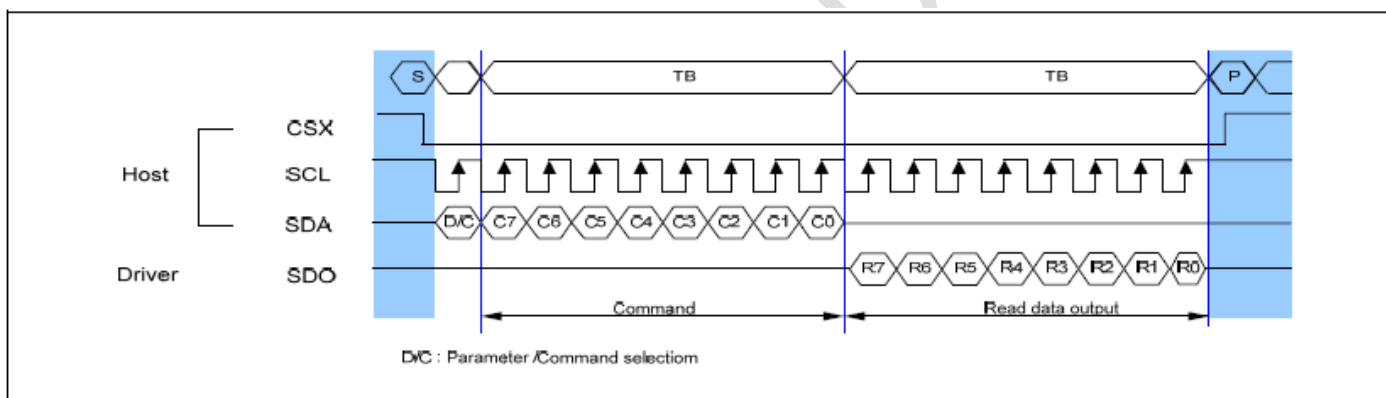 S TB TB P
CSX
Host SCL
SDA D/C C7 C6 C5 C4 C3 C2 C1 C0
Driver SDO R7 R6 R5 R4 R3 R2 R1 R0
Command Read data output
D/C : Parameter /Command selectiom